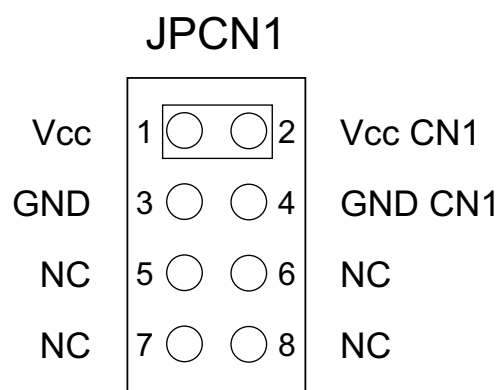 JPCN1
Vcc 1 2 Vcc CN1
GND 3 4 GND CN1
NC 5 6 NC
NC 7 8 NC